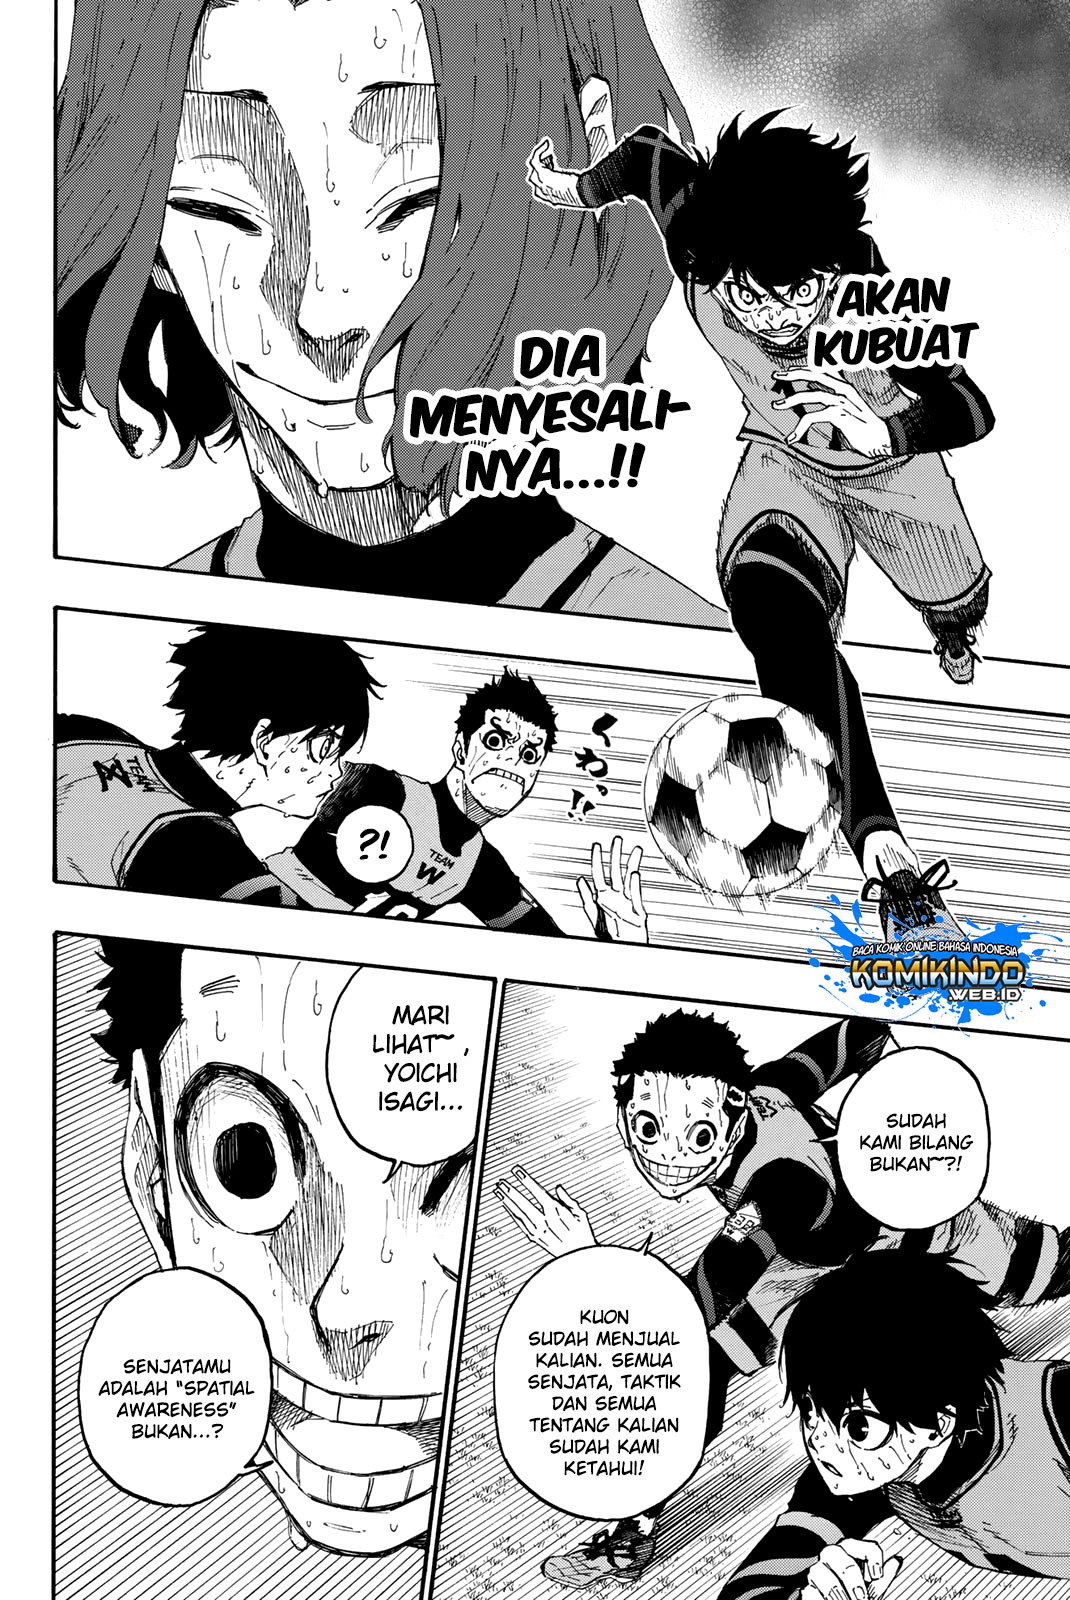 AKAN
KUBUAT
DIA
MENYESALI-
NYA...!!
TEAM
?!
TEAM
W
くわっ!!
BACA KOMIK ONLINE BAHASA INDONESIA
KOMIKINDO
WEB.ID
SUDAH
KAMI BILANG
BUKAN~?!
KUON
SUDAH MENJUAL
KALIAN. SEMUA
SENJATA, TAKTIK
DAN SEMUA
TENTANG KALIAN
SUDAH KAMI
KETAHUI!
MARI
LIHAT~ ,
YOICHI
ISAGI...
SENJATAMU
ADALAH "SPATIAL
AWARENESS"
BUKAN...?